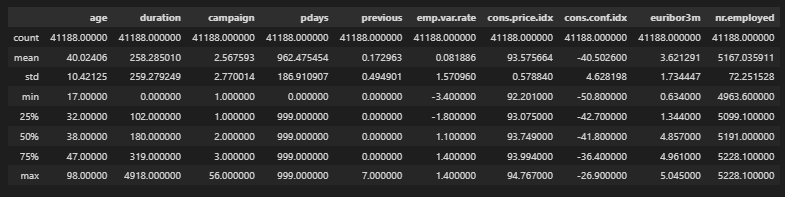 age duration campaign pdays previous emp.var.rate cons.price.idx cons.conf.idx euribor3m nr.employed
count 41188.00000 41188.000000 41188.000000 41188.000000 41188.000000 41188.000000 41188.000000 41188.000000 41188.000000 41188.000000
mean 40.02406 258.285010 2.567593 962.475454 0.172963 0.081886 93.575664 -40.502600 3.621291 5167.035911
std 10.42125 259.279249 2.770014 186.910907 0.494901 1.570960 0.578840 4.628198 1.734447 72.251528
min 17.00000 0.000000 1.000000 0.000000 0.000000 -3.400000 92.201000 -50.800000 0.634000 4963.600000
25% 32.00000 102.000000 1.000000 999.000000 0.000000 -1.800000 93.075000 -42.700000 1.344000 5099.100000
50% 38.00000 180.000000 2.000000 999.000000 0.000000 1.100000 93.749000 -41.800000 4.857000 5191.000000
75% 47.00000 319.000000 3.000000 999.000000 0.000000 1.400000 93.994000 -36.400000 4.961000 5228.100000
max 98.00000 4918.000000 56.000000 999.000000 7.000000 1.400000 94.767000 -26.900000 5.045000 5228.100000